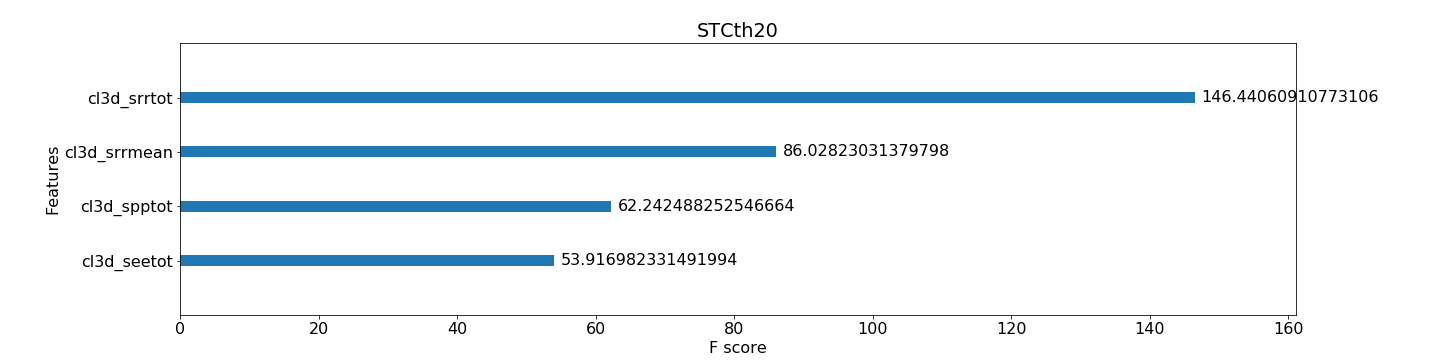 STCth20
cl3d_srrtot 146.44060910773106
cl3d_srrmean 86.02823031379798
cl3d_spptot 62.242488252546664
cl3d_seetot 53.916982331491994
Features
0 20 40 60 80 100 120 140 160
F score